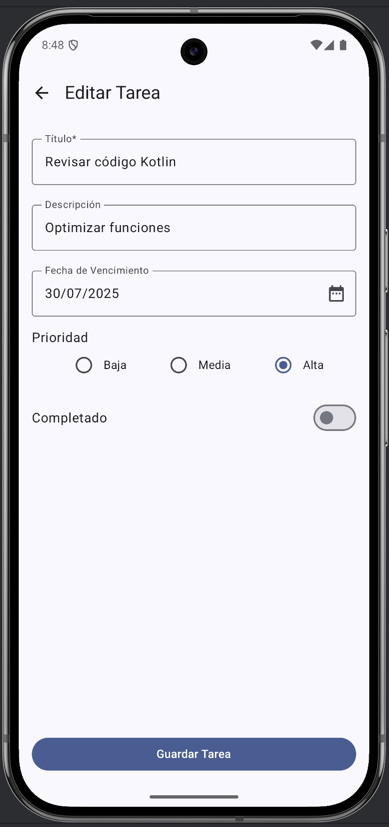 8:48
Editar Tarea
Título*
Revisar código Kotlin
Descripción
Optimizar funciones
Fecha de Vencimiento
30/07/2025
Prioridad
Baja Media Alta
Completado
Guardar Tarea